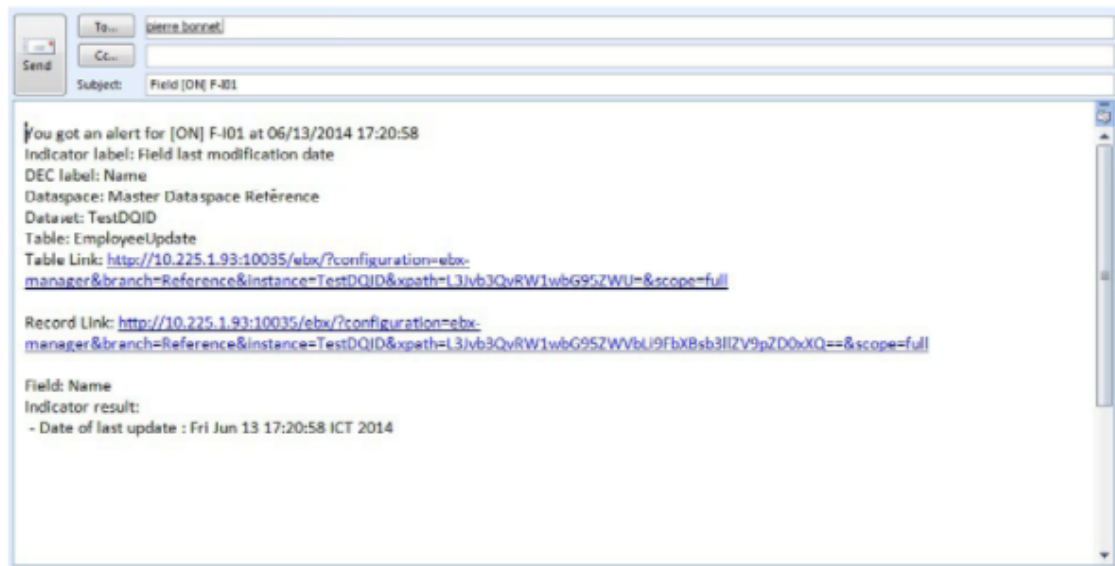 To...
pierre bonnet
Cc...
Send
Subject: Field [ON] F-I01
You got an alert for [ON] F-I01 at 06/13/2014 17:20:58
Indicator label: Field last modification date
DEC label: Name
Dataspace: Master Dataspace Reférence
Dataset: TestDQID
Table: EmployeeUpdate
Table Link: http://10.225.1.93:10035/ebx/?configuration=ebx-
manager&branch=Reference&instance=TestDQID&xpath=L3Jvb3QvRW1wbG95ZWU=&scope=full
Record Link: http://10.225.1.93:10035/ebx/?configuration=ebx-
manager&branch=Reference&instance=TestDQID&xpath=L3Jvb3QvRW1wbG95ZWVbLi9FbXBsb3llZV9pZD0xXQ==&scope=full
Field: Name
Indicator result:
- Date of last update : Fri Jun 13 17:20:58 ICT 2014